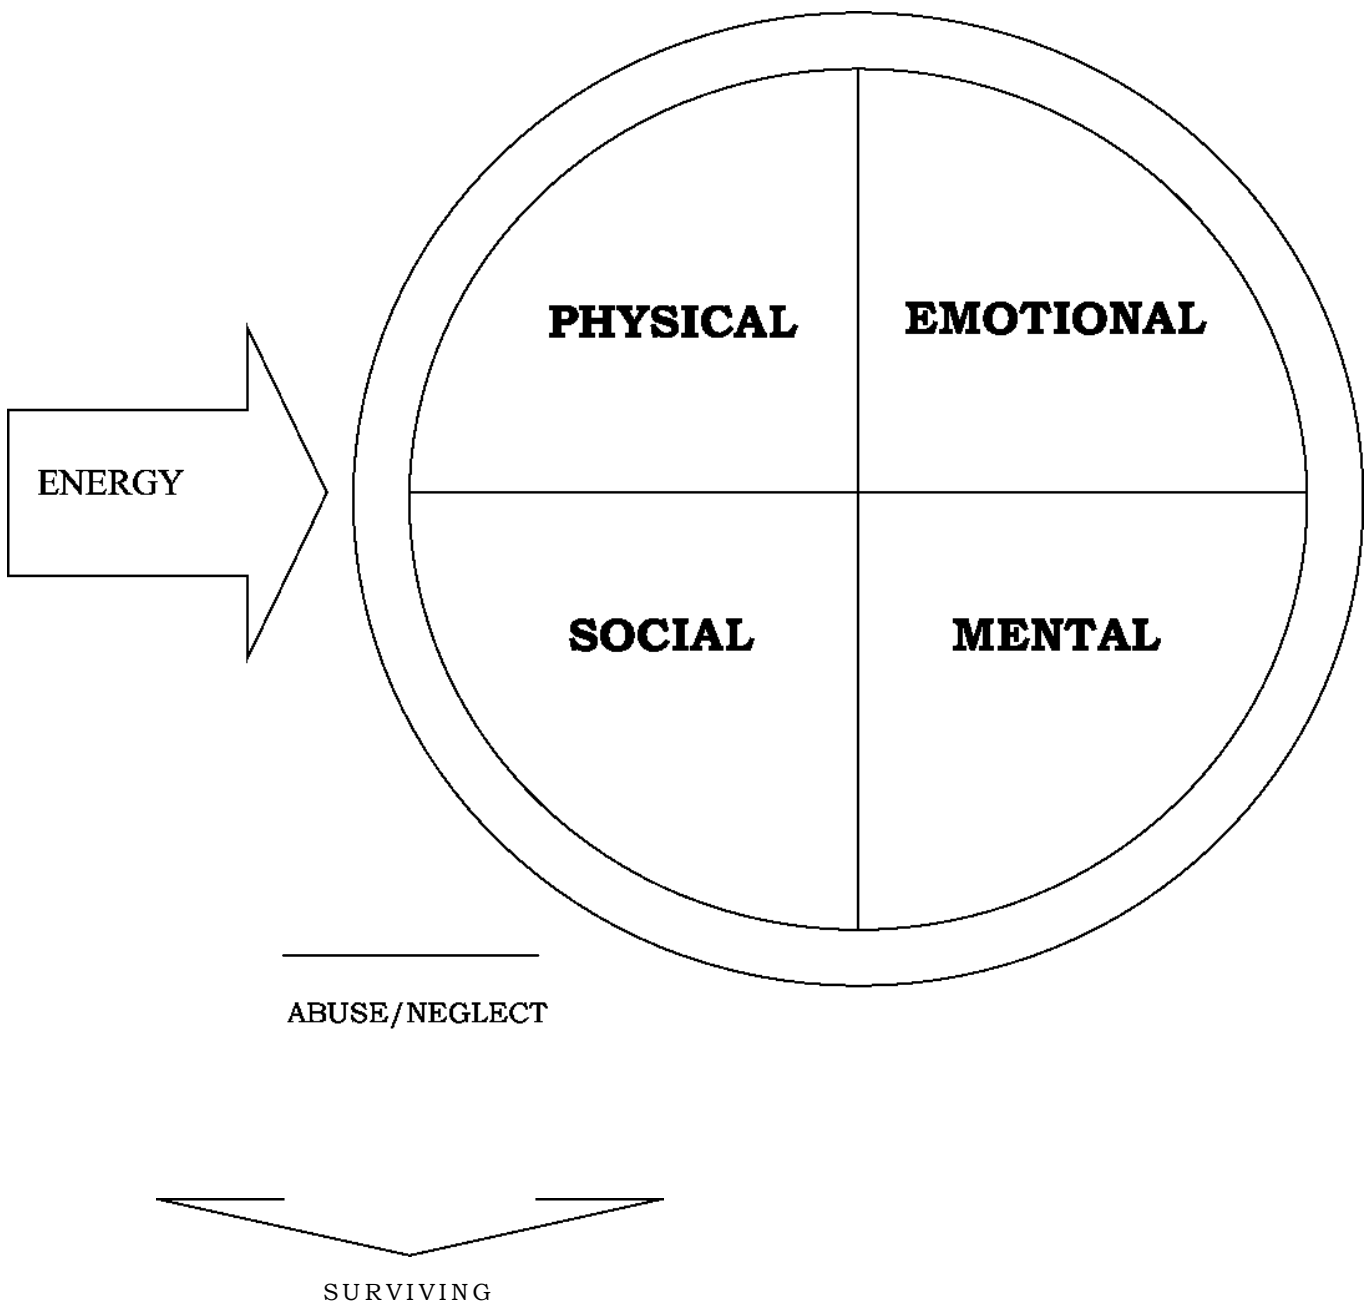 PHYSICAL
EMOTIONAL
ENERGY
SOCIAL
MENTAL
ABUSE/NEGLECT
SURVIVING